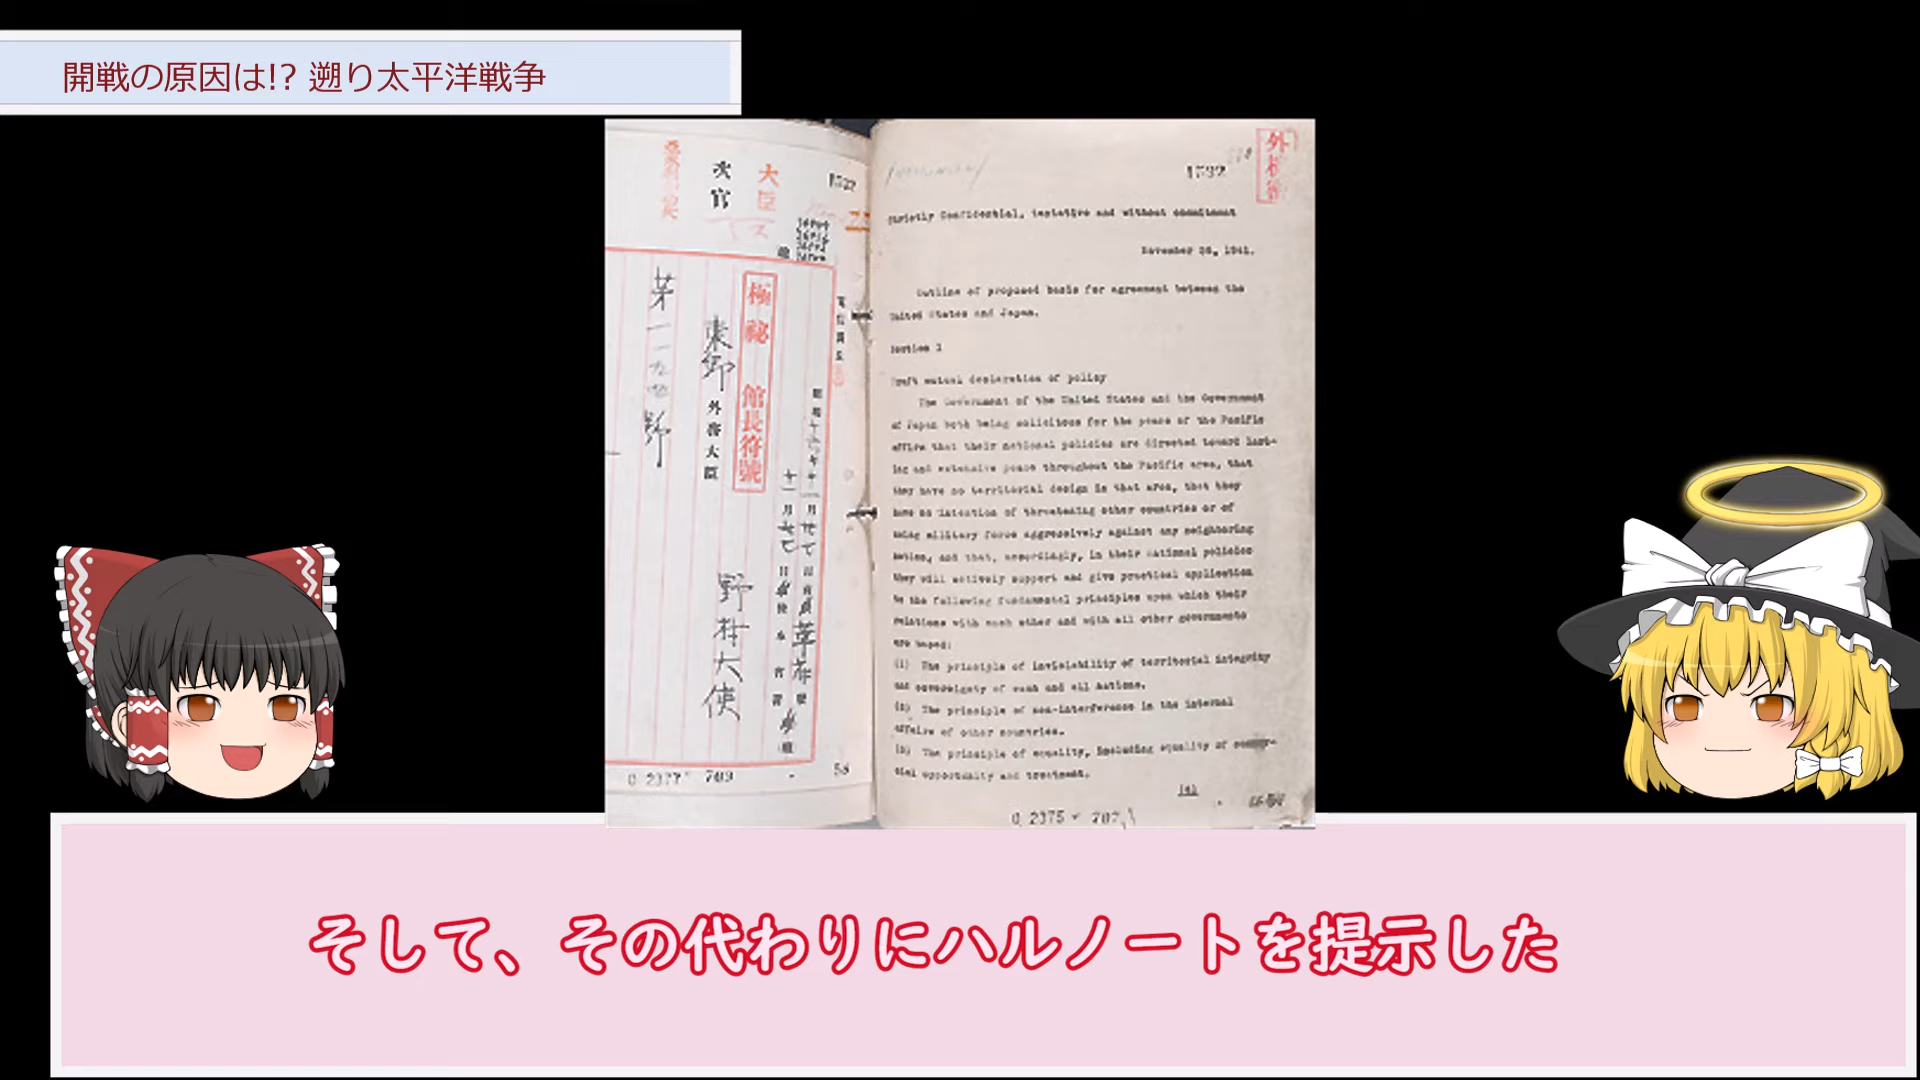 開戦の原因は!? 遡り太平洋戦争
大臣
次官
極秘 館長符號
東郷外務大臣
野村大使
外機密
Strictly Confidential, tentative and without commitment
November 26, 1941.
Outline of proposed basis for agreement between the
United States and Japan.
Section I
Draft mutual declaration of policy
The Government of the United States and the Government
of Japan both being solicitous for the peace of the Pacific
affirm that their national policies are directed toward last-
ing and extensive peace throughout the Pacific area, that
they have no territorial design in that area, that they
have no intention of threatening other countries or of
using military force aggressively against any neighboring
nation, and that, accordingly, in their national policies
they will actively support and give practical application
to the following fundamental principles upon which their
relations with each other and with all other governments
are based:
(1) The principle of inviolability of territorial integrity
and sovereignty of each and all nations.
(2) The principle of non-interference in the internal
affairs of other countries.
(3) The principle of equality, including equality of commer-
cial opportunity and treatment.
(4)
そして、その代わりにハルノートを提示した